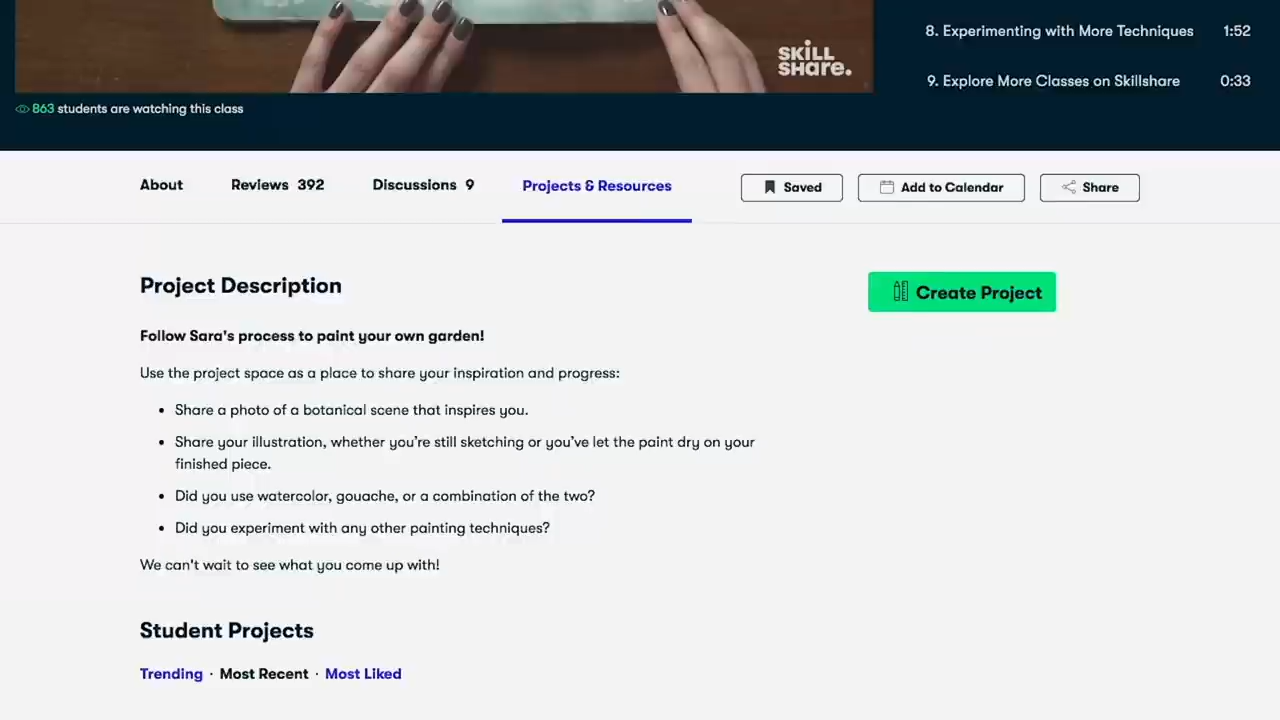 8. Experimenting with More Techniques 1:52
SKiLL
SHare.
9. Explore More Classes on Skillshare 0:33
863 students are watching this class
About Reviews 392 Discussions 9 Projects & Resources Saved Add to Calendar Share
Project Description
Create Project
Follow Sara's process to paint your own garden!
Use the project space as a place to share your inspiration and progress:
• Share a photo of a botanical scene that inspires you.
• Share your illustration, whether you're still sketching or you've let the paint dry on your
finished piece.
• Did you use watercolor, gouache, or a combination of the two?
• Did you experiment with any other painting techniques?
We can't wait to see what you come up with!
Student Projects
Trending · Most Recent · Most Liked